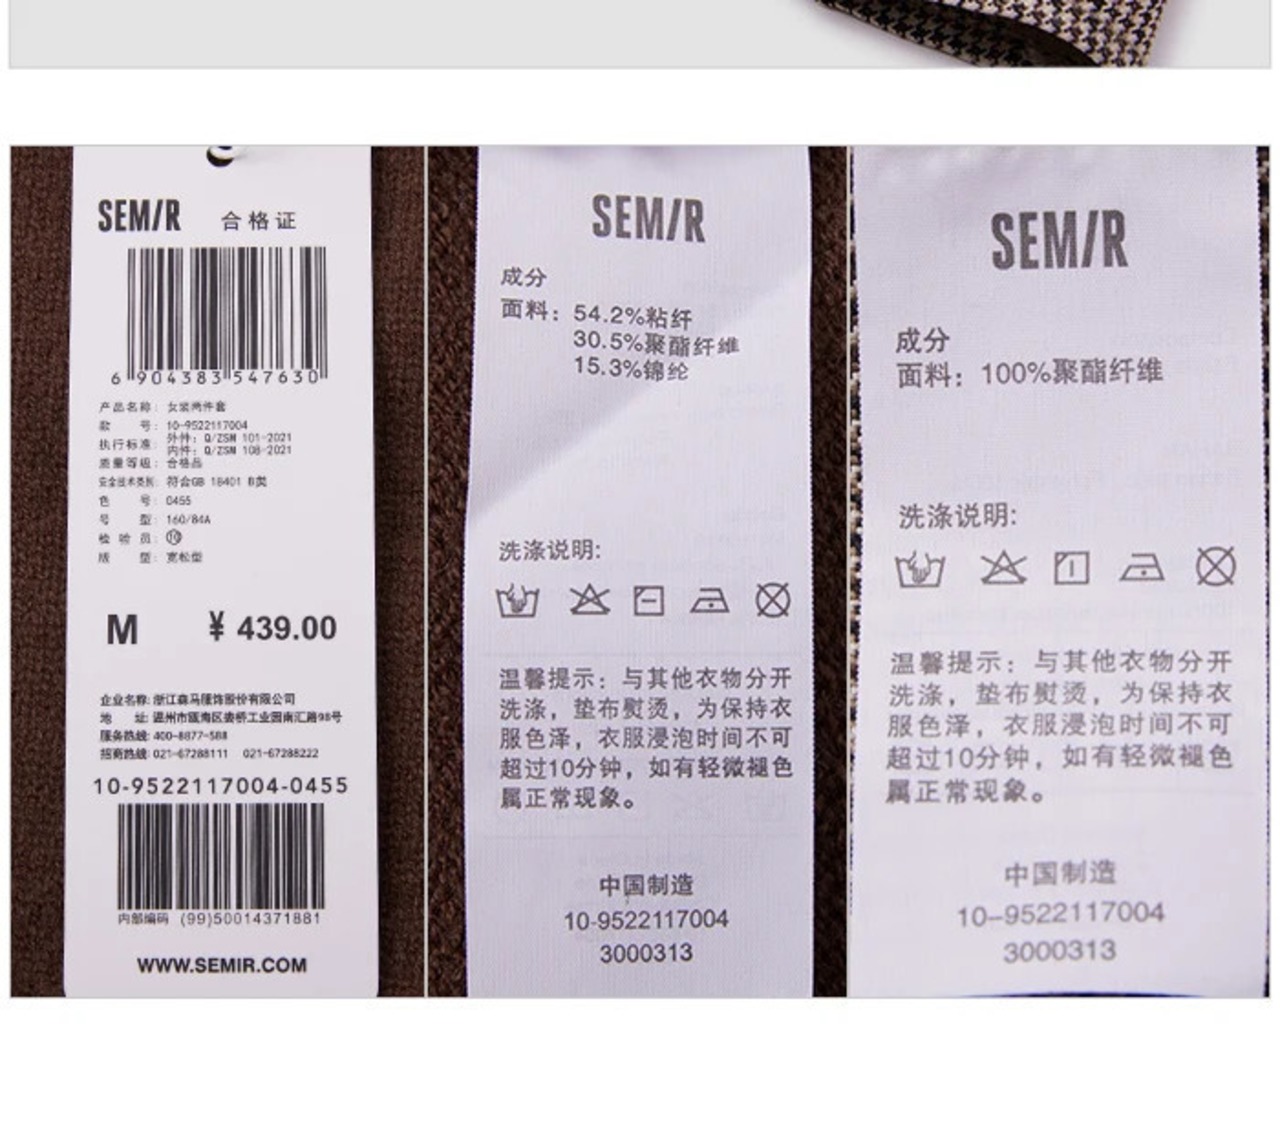 SEM/R 合格证
6 904383 547630
产品名称: 女装两件套
款 号: 10-9522117004
执行标准: 外件: Q/ZSM 101-2021
内件: Q/ZSM 108-2021
质量等级: 合格品
安全技术类别: 符合GB 18401 B类
色 号: 0455
号 型: 160/84A
检 验 员: 10
版 型: 宽松型
M ¥ 439.00
企业名称: 浙江森马服饰股份有限公司
地 址: 温州市瓯海区娄桥工业园南汇路98号
服务热线: 400-8877-588
招商热线: 021-67288111 021-67288222
10-9522117004-0455
内部编码 (99)50014371881
WWW.SEMIR.COM
SEM/R
成分
面料: 54.2%粘纤
30.5%聚酯纤维
15.3%锦纶
洗涤说明:
温馨提示: 与其他衣物分开
洗涤, 垫布熨烫, 为保持衣
服色泽, 衣服浸泡时间不可
超过10分钟, 如有轻微褪色
属正常现象。
中国制造
10-9522117004
3000313
SEM/R
成分
面料: 100%聚酯纤维
洗涤说明:
温馨提示: 与其他衣物分开
洗涤, 垫布熨烫, 为保持衣
服色泽, 衣服浸泡时间不可
超过10分钟, 如有轻微褪色
属正常现象。
中国制造
10-9522117004
3000313